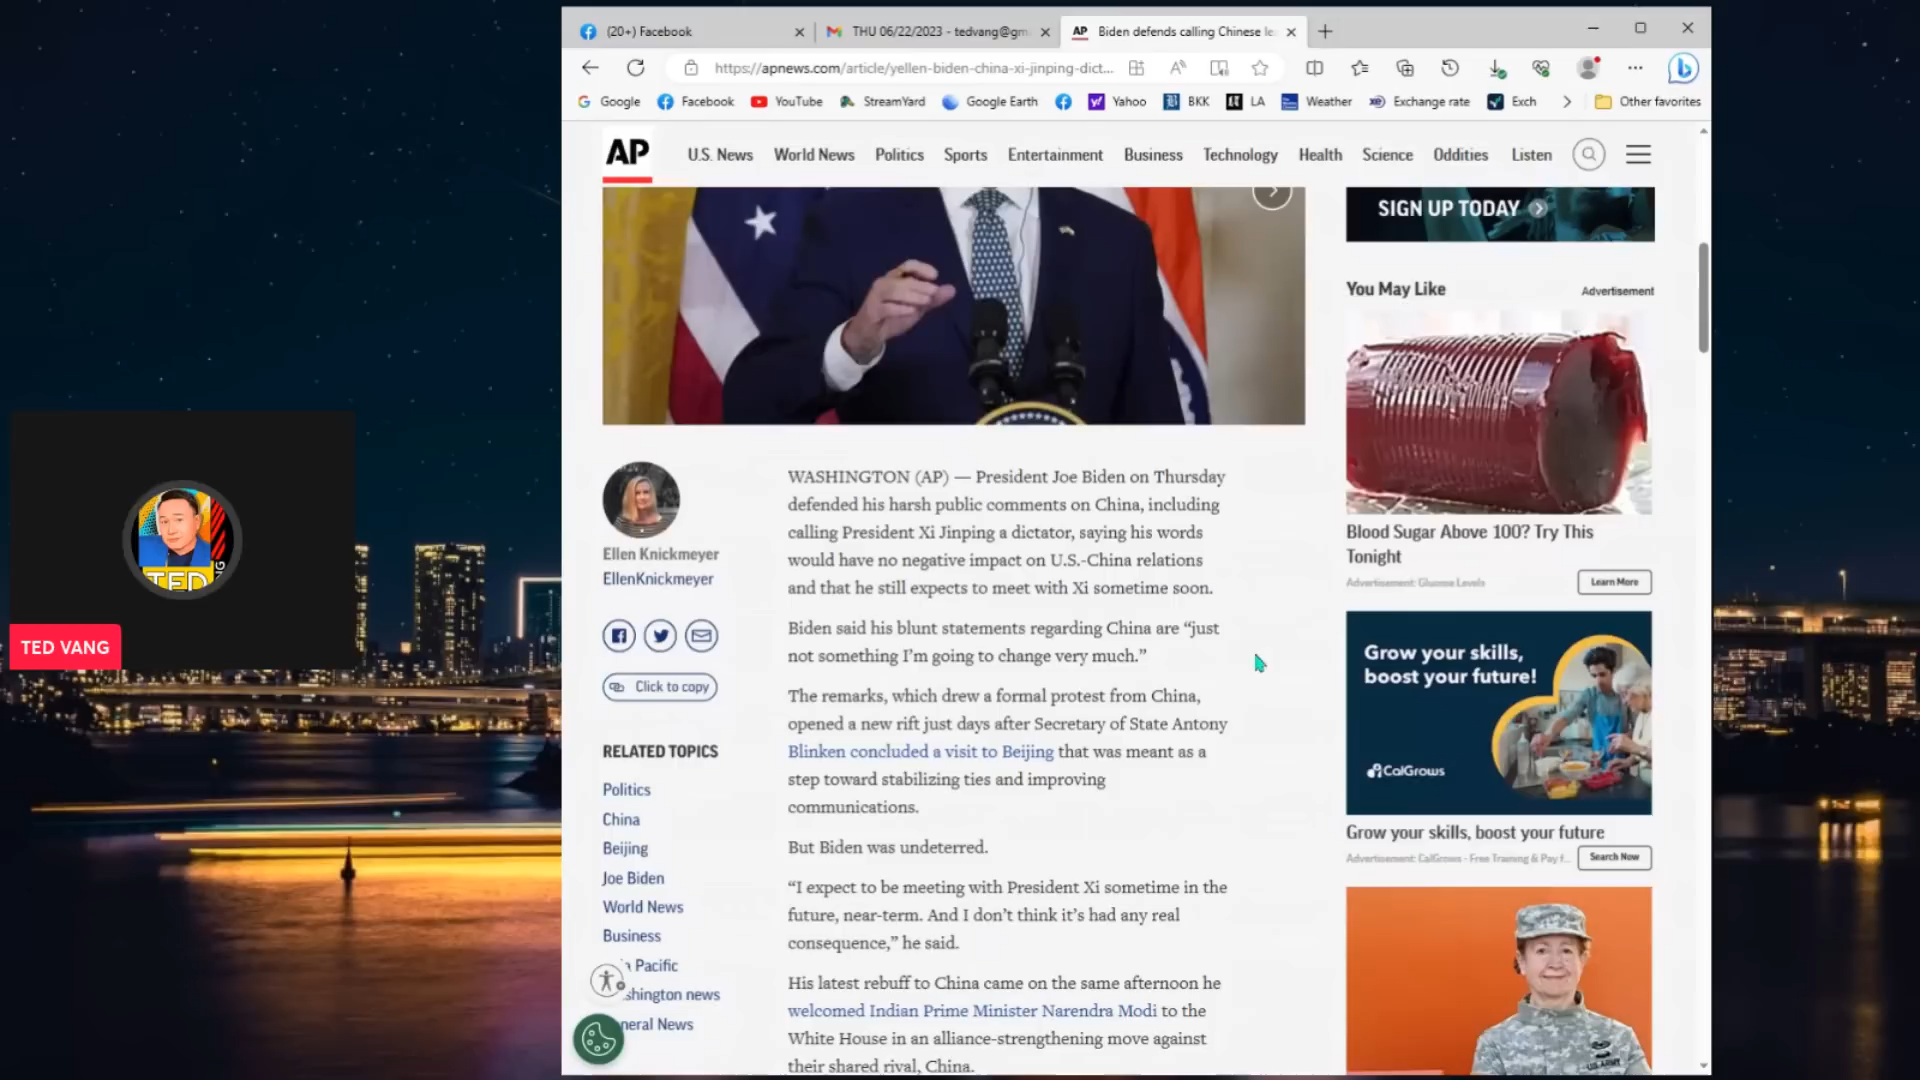 (20+) Facebook
THU 06/22/2023 - tedvang@gm
AP Biden defends calling Chinese le
https://apnews.com/article/yellen-biden-china-xi-jinping-dict...
Google
Facebook
YouTube
StreamYard
Google Earth
Yahoo
BKK
LA
Weather
Exchange rate
Exch
Other favorites
AP
U.S. News
World News
Politics
Sports
Entertainment
Business
Technology
Health
Science
Oddities
Listen
SIGN UP TODAY
You May Like
Advertisement
Blood Sugar Above 100? Try This
Tonight
Advertisement: Glucose Levels
Learn More
Grow your skills,
boost your future!
CalGrows
Grow your skills, boost your future
Advertisement: CalGrows - Free Training & Pay f...
Search Now
U.S. ARMY
Ellen Knickmeyer
EllenKnickmeyer
Click to copy
RELATED TOPICS
Politics
China
Beijing
Joe Biden
World News
Business
Pacific
shington news
neral News
WASHINGTON (AP) — President Joe Biden on Thursday
defended his harsh public comments on China, including
calling President Xi Jinping a dictator, saying his words
would have no negative impact on U.S.-China relations
and that he still expects to meet with Xi sometime soon.
Biden said his blunt statements regarding China are “just
not something I’m going to change very much.”
The remarks, which drew a formal protest from China,
opened a new rift just days after Secretary of State Antony
Blinken concluded a visit to Beijing that was meant as a
step toward stabilizing ties and improving
communications.
But Biden was undeterred.
“I expect to be meeting with President Xi sometime in the
future, near-term. And I don’t think it’s had any real
consequence,” he said.
His latest rebuff to China came on the same afternoon he
welcomed Indian Prime Minister Narendra Modi to the
White House in an alliance-strengthening move against
their shared rival, China.
TED
NG
TED VANG